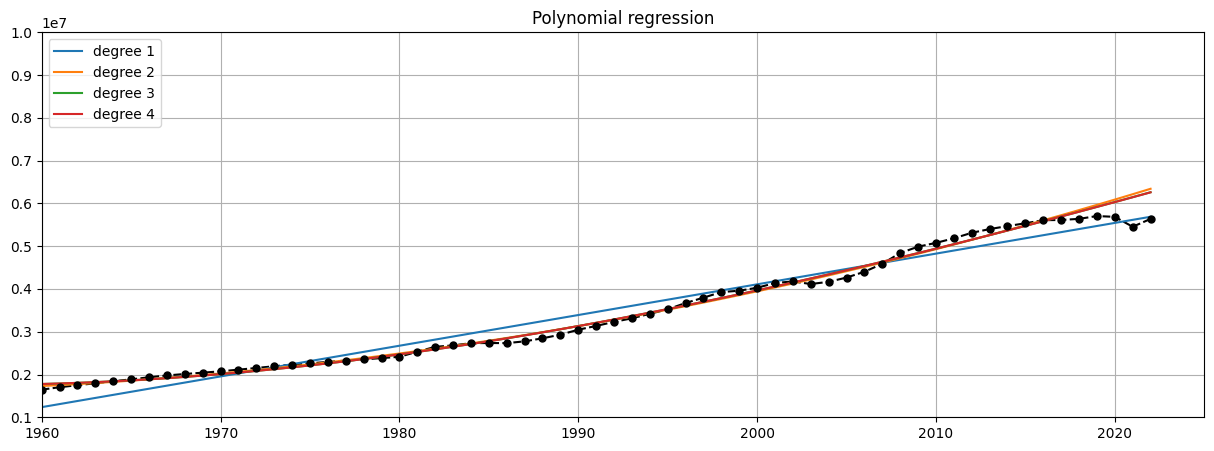 Polynomial regression
1e7
1.0
0.9
0.8
0.7
0.6
0.5
0.4
0.3
0.2
0.1
degree 1
degree 2
degree 3
degree 4
1960 1970 1980 1990 2000 2010 2020